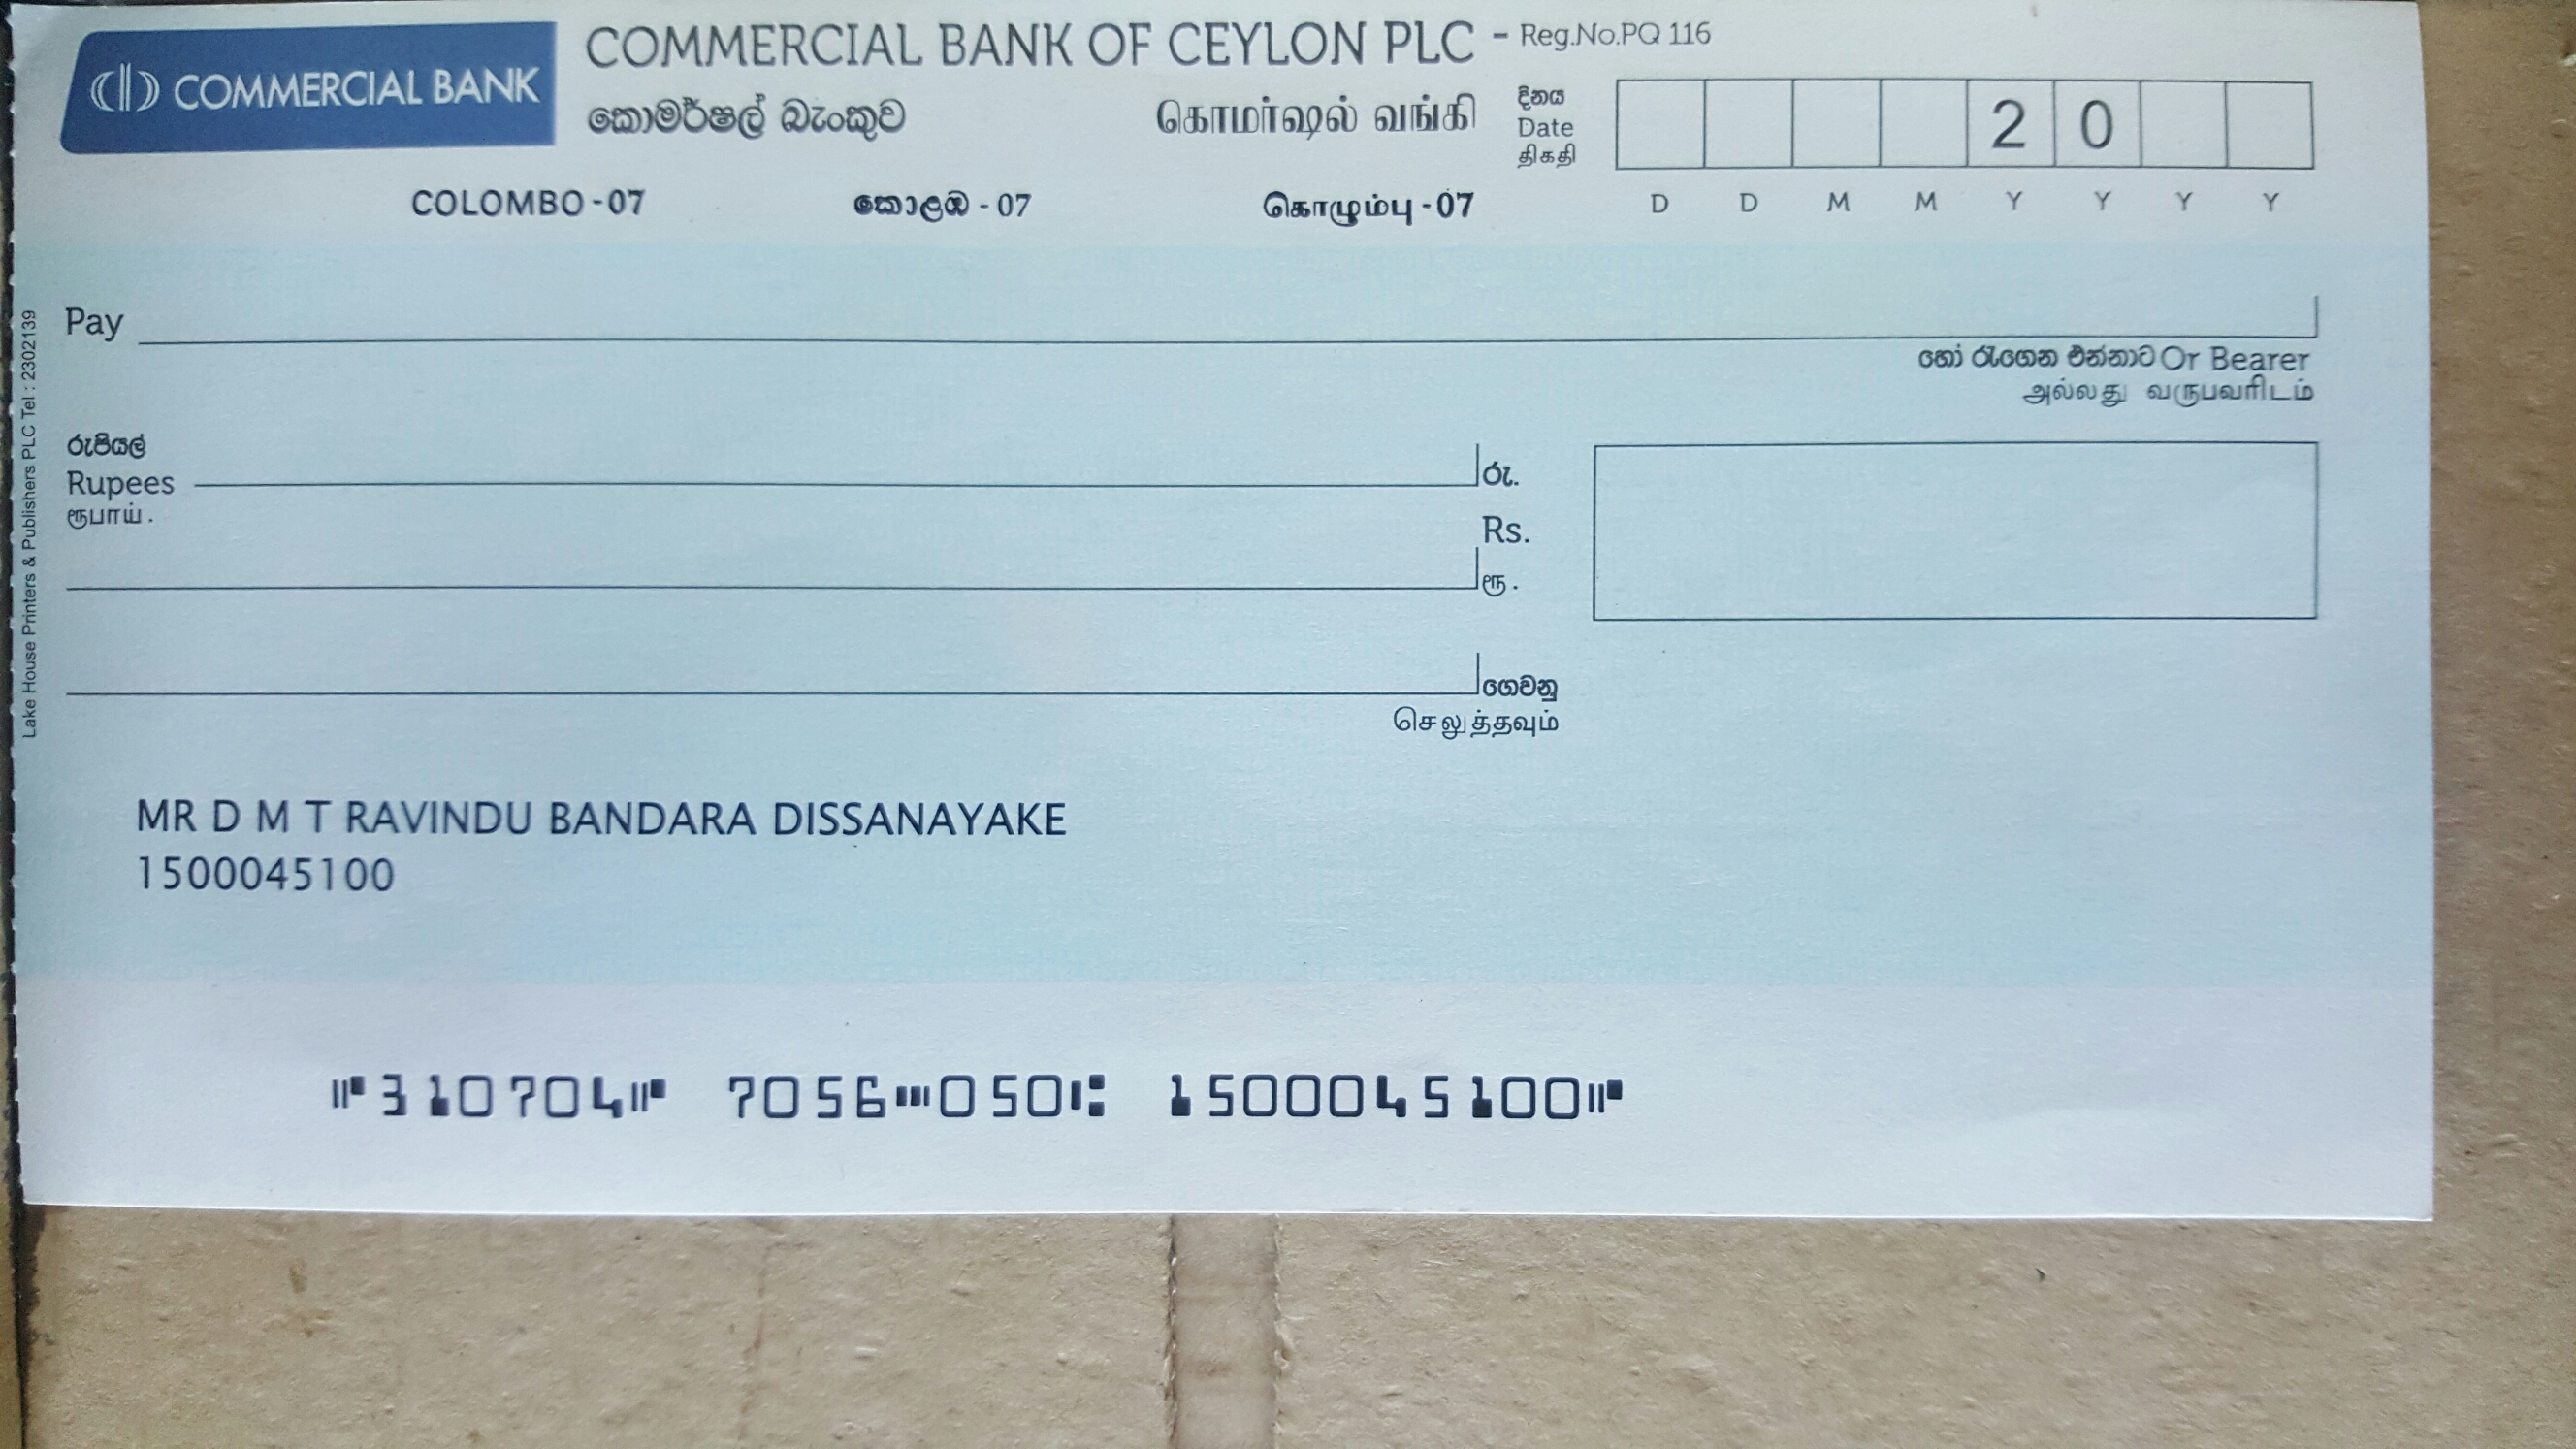 COMMERCIAL BANK
COMMERCIAL BANK OF CEYLON PLC - Reg.No.PQ 116
කොමර්ෂල් බැංකුව கொமர்ஷல் வங்கி
දිනය
Date
திகதி
2 0
COLOMBO - 07 කොළඹ - 07 கொழும்பு - 07
D D M M Y Y Y Y
Pay
හෝ රැගෙන එන්නාට Or Bearer
அல்லது வருபவரிடம்
රුපියල්
Rupees
ரூபாய் .
රු.
Rs.
ரூ .
ගෙවනු
செலுத்தவும்
MR D M T RAVINDU BANDARA DISSANAYAKE
1500045100
⑈310704⑈ 7056⑉050⑆ 1500045100⑈
Lake House Printers & Publishers PLC Tel : 2302139